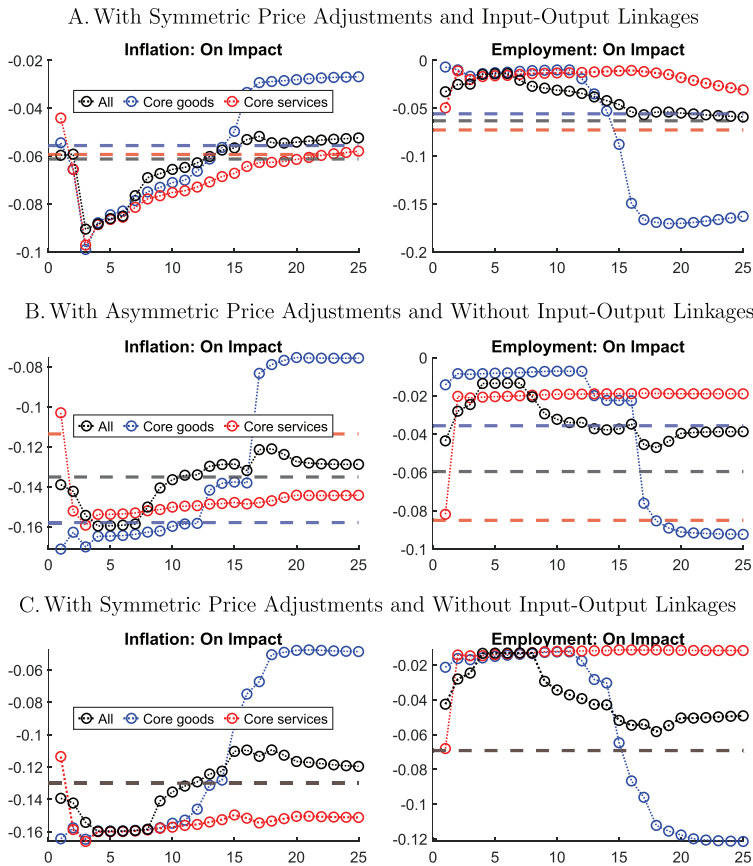 A. With Symmetric Price Adjustments and Input-Output Linkages
Inflation: On Impact
-0.02
-0.04
-0.06
-0.08
-0.1
All Core goods Core services
0 5 10 15 20 25
Employment: On Impact
0
-0.05
-0.1
-0.15
-0.2
0 5 10 15 20 25
B. With Asymmetric Price Adjustments and Without Input-Output Linkages
Inflation: On Impact
-0.08
-0.1
-0.12
-0.14
-0.16
All Core goods Core services
0 5 10 15 20 25
Employment: On Impact
0
-0.02
-0.04
-0.06
-0.08
-0.1
0 5 10 15 20 25
C. With Symmetric Price Adjustments and Without Input-Output Linkages
Inflation: On Impact
-0.06
-0.08
-0.1
-0.12
-0.14
-0.16
All Core goods Core services
0 5 10 15 20 25
Employment: On Impact
-0.02
-0.04
-0.06
-0.08
-0.1
-0.12
0 5 10 15 20 25